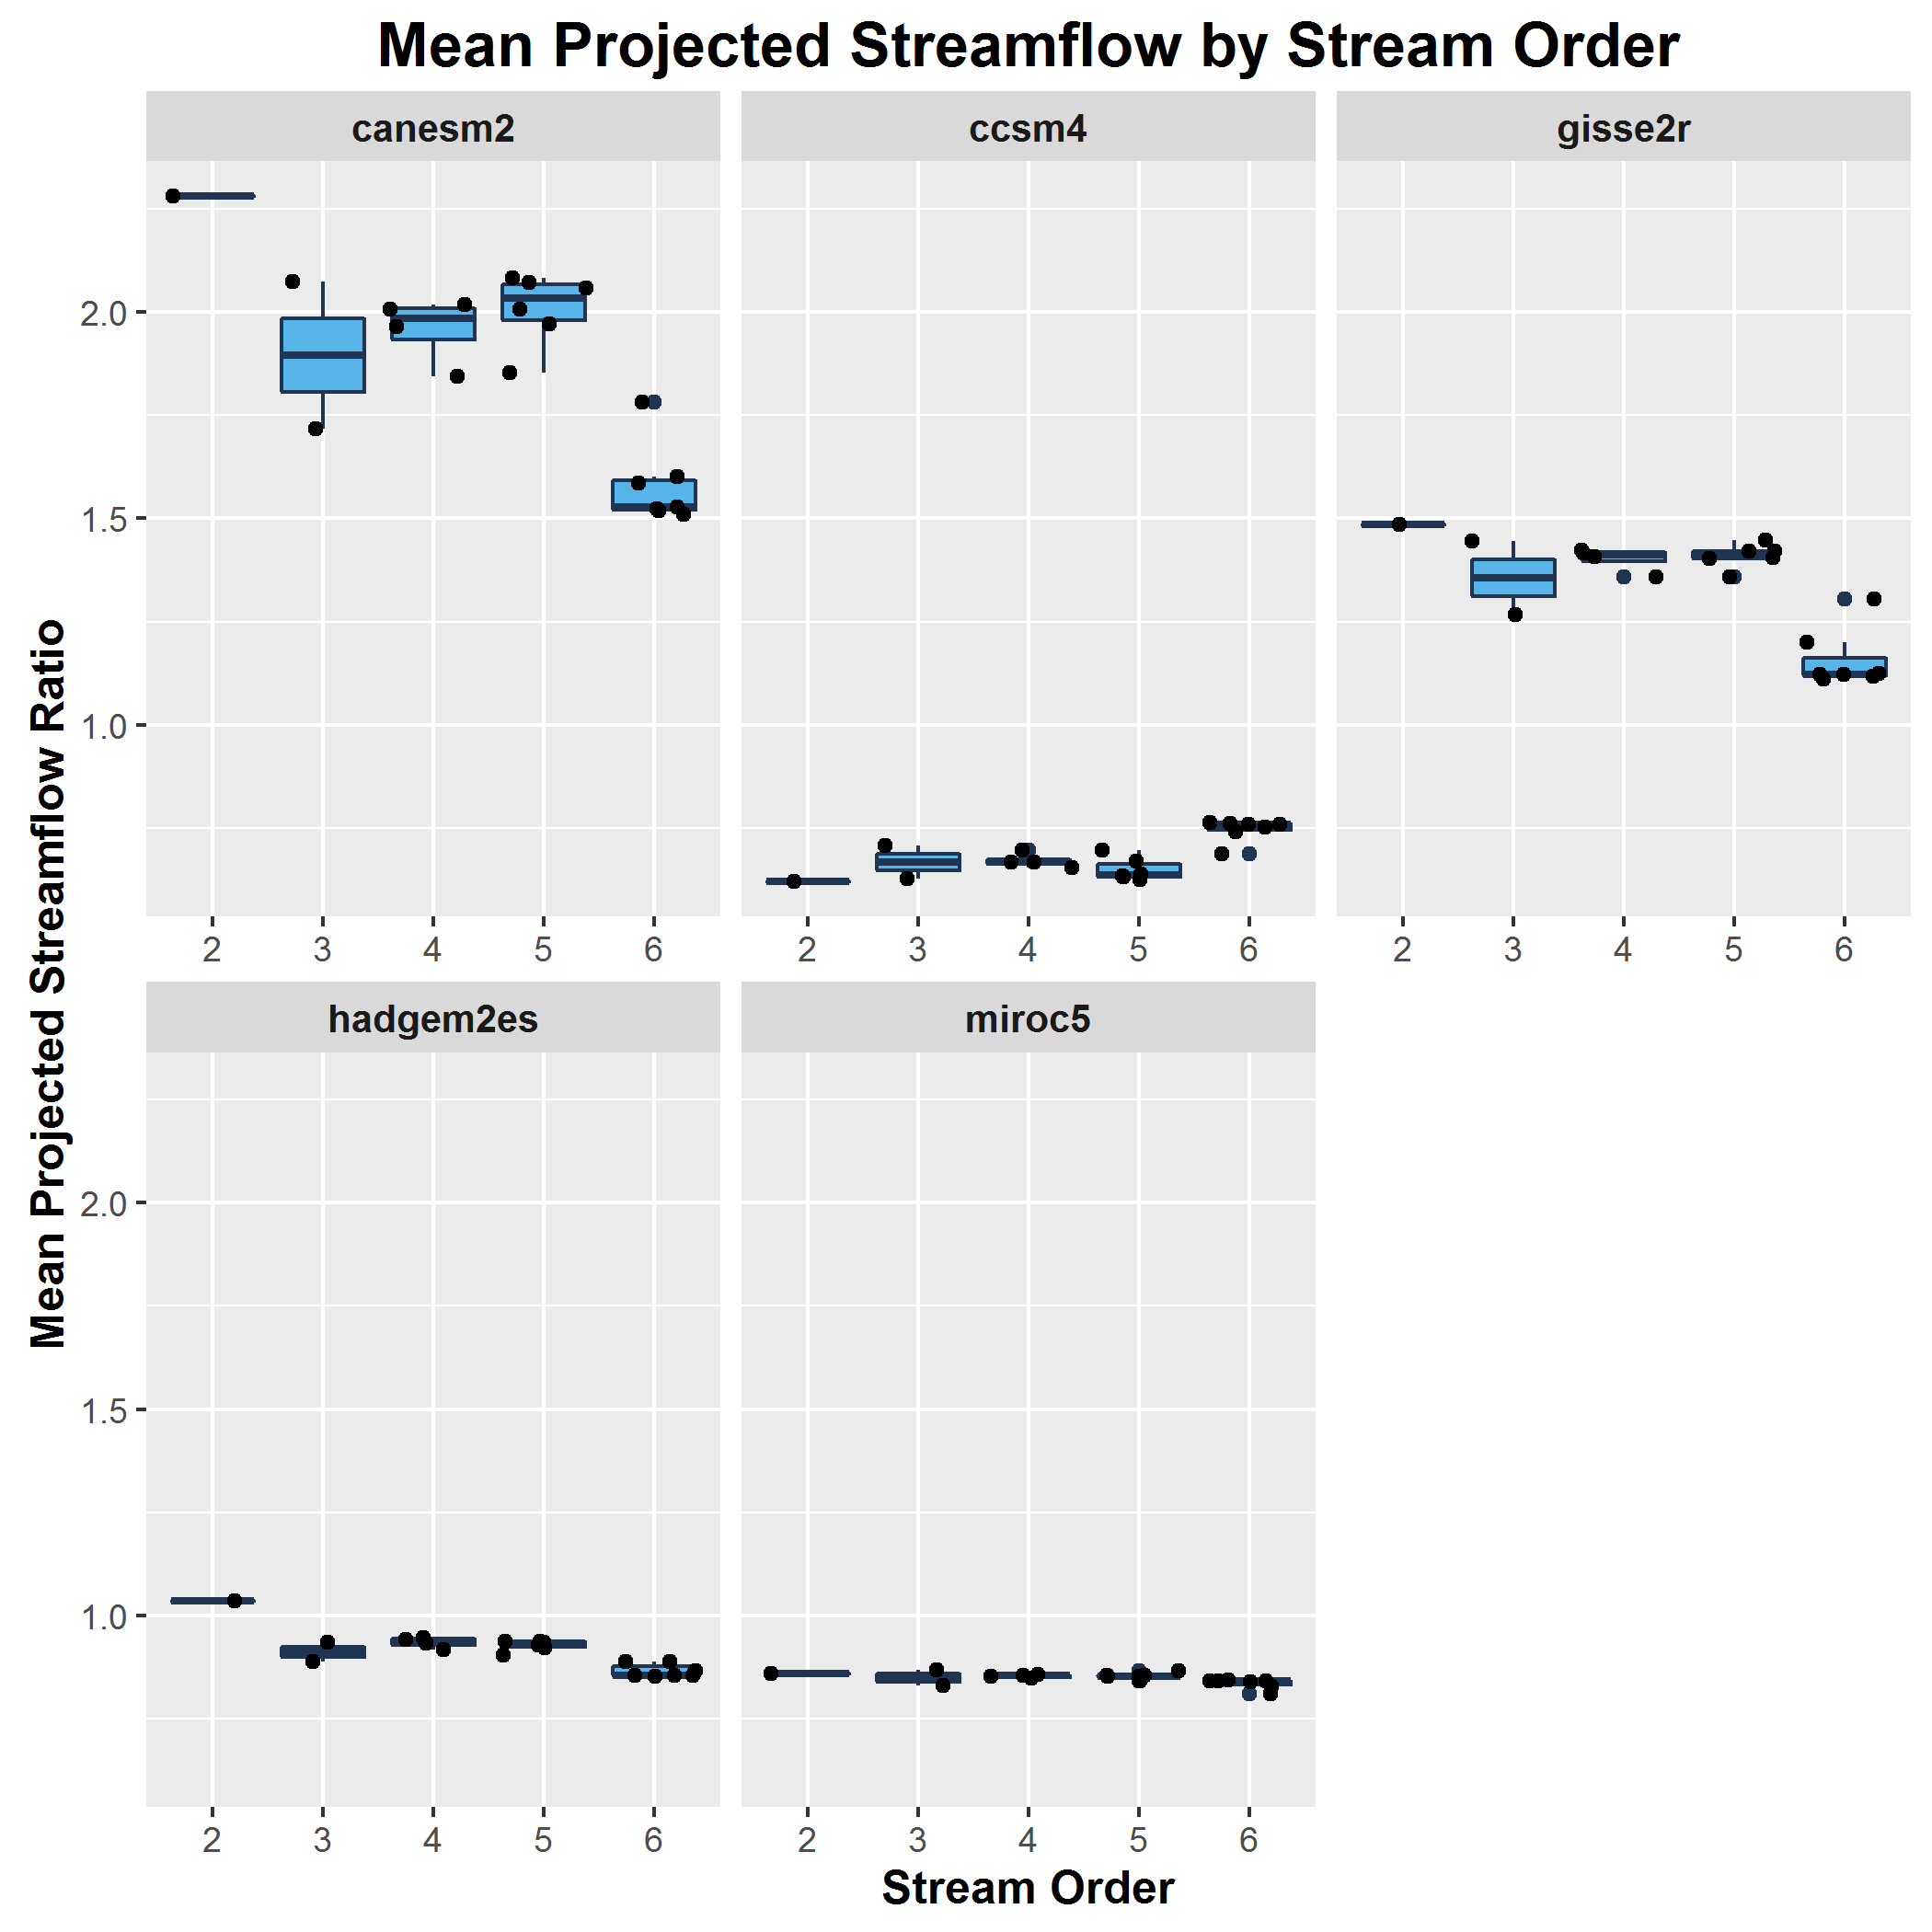 Mean Projected Streamflow by Stream Order
canesm2
ccsm4
gisse2r
2.0
1.5
1.0
2 3 4 5 6
2 3 4 5 6
2 3 4 5 6
Mean Projected Streamflow Ratio
hadgem2es
miroc5
2.0
1.5
1.0
2 3 4 5 6
2 3 4 5 6
Stream Order